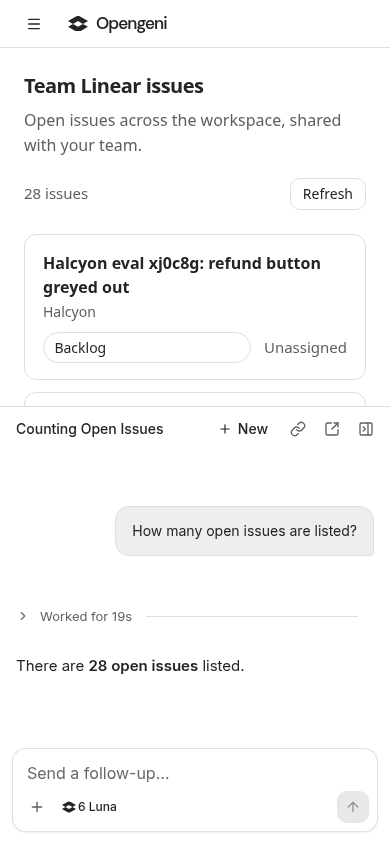 Opengeni
Team Linear issues
Open issues across the workspace, shared
with your team.
28 issues
Refresh
Halcyon eval xj0c8g: refund button
greyed out
Halcyon
Backlog
Unassigned
Counting Open Issues
New
How many open issues are listed?
Worked for 19s
There are 28 open issues listed.
Send a follow-up...
6 Luna